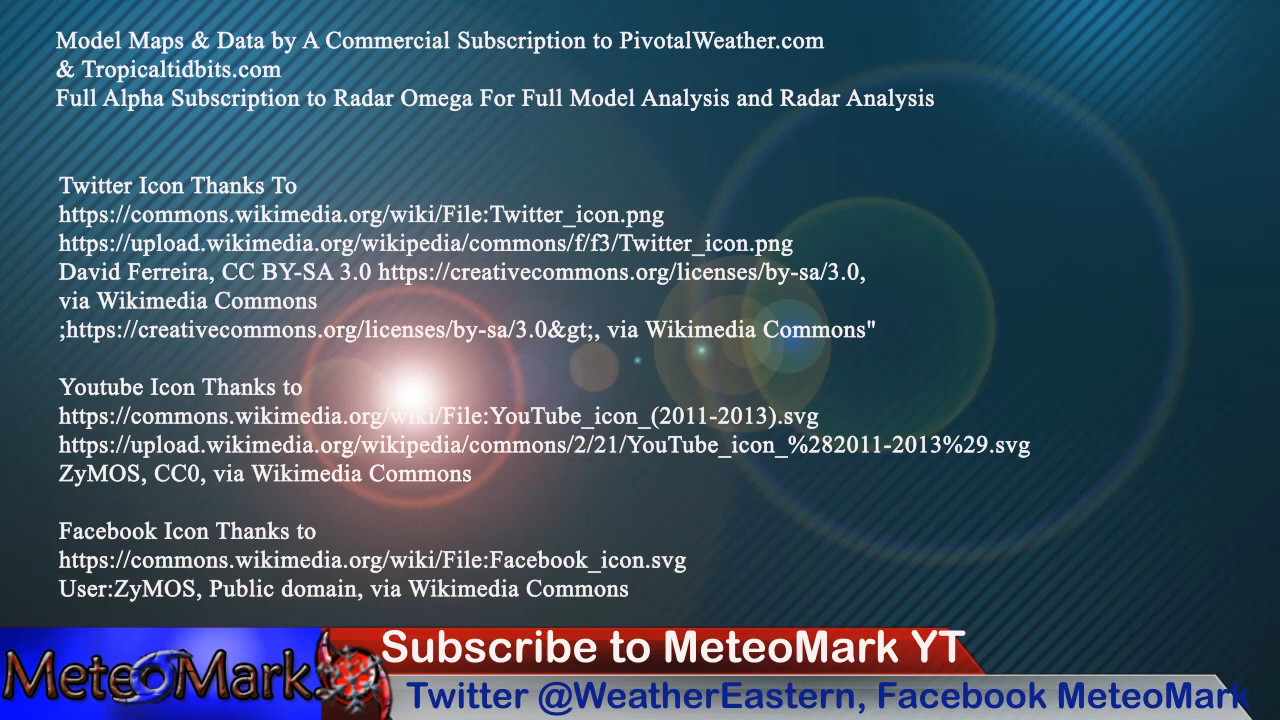 Model Maps & Data by A Commercial Subscription to PivotalWeather.com
& Tropicaltidbits.com
Full Alpha Subscription to Radar Omega For Full Model Analysis and Radar Analysis
Twitter Icon Thanks To
https://commons.wikimedia.org/wiki/File:Twitter_icon.png
https://upload.wikimedia.org/wikipedia/commons/f/f3/Twitter_icon.png
David Ferreira, CC BY-SA 3.0 https://creativecommons.org/licenses/by-sa/3.0,
via Wikimedia Commons
;https://creativecommons.org/licenses/by-sa/3.0&gt;, via Wikimedia Commons"
Youtube Icon Thanks to
https://commons.wikimedia.org/wiki/File:YouTube_icon_(2011-2013).svg
https://upload.wikimedia.org/wikipedia/commons/2/21/YouTube_icon_%282011-2013%29.svg
ZyMOS, CC0, via Wikimedia Commons
Facebook Icon Thanks to
https://commons.wikimedia.org/wiki/File:Facebook_icon.svg
User:ZyMOS, Public domain, via Wikimedia Commons
MeteoMark
Subscribe to MeteoMark YT
Twitter @WeatherEastern, Facebook MeteoMark